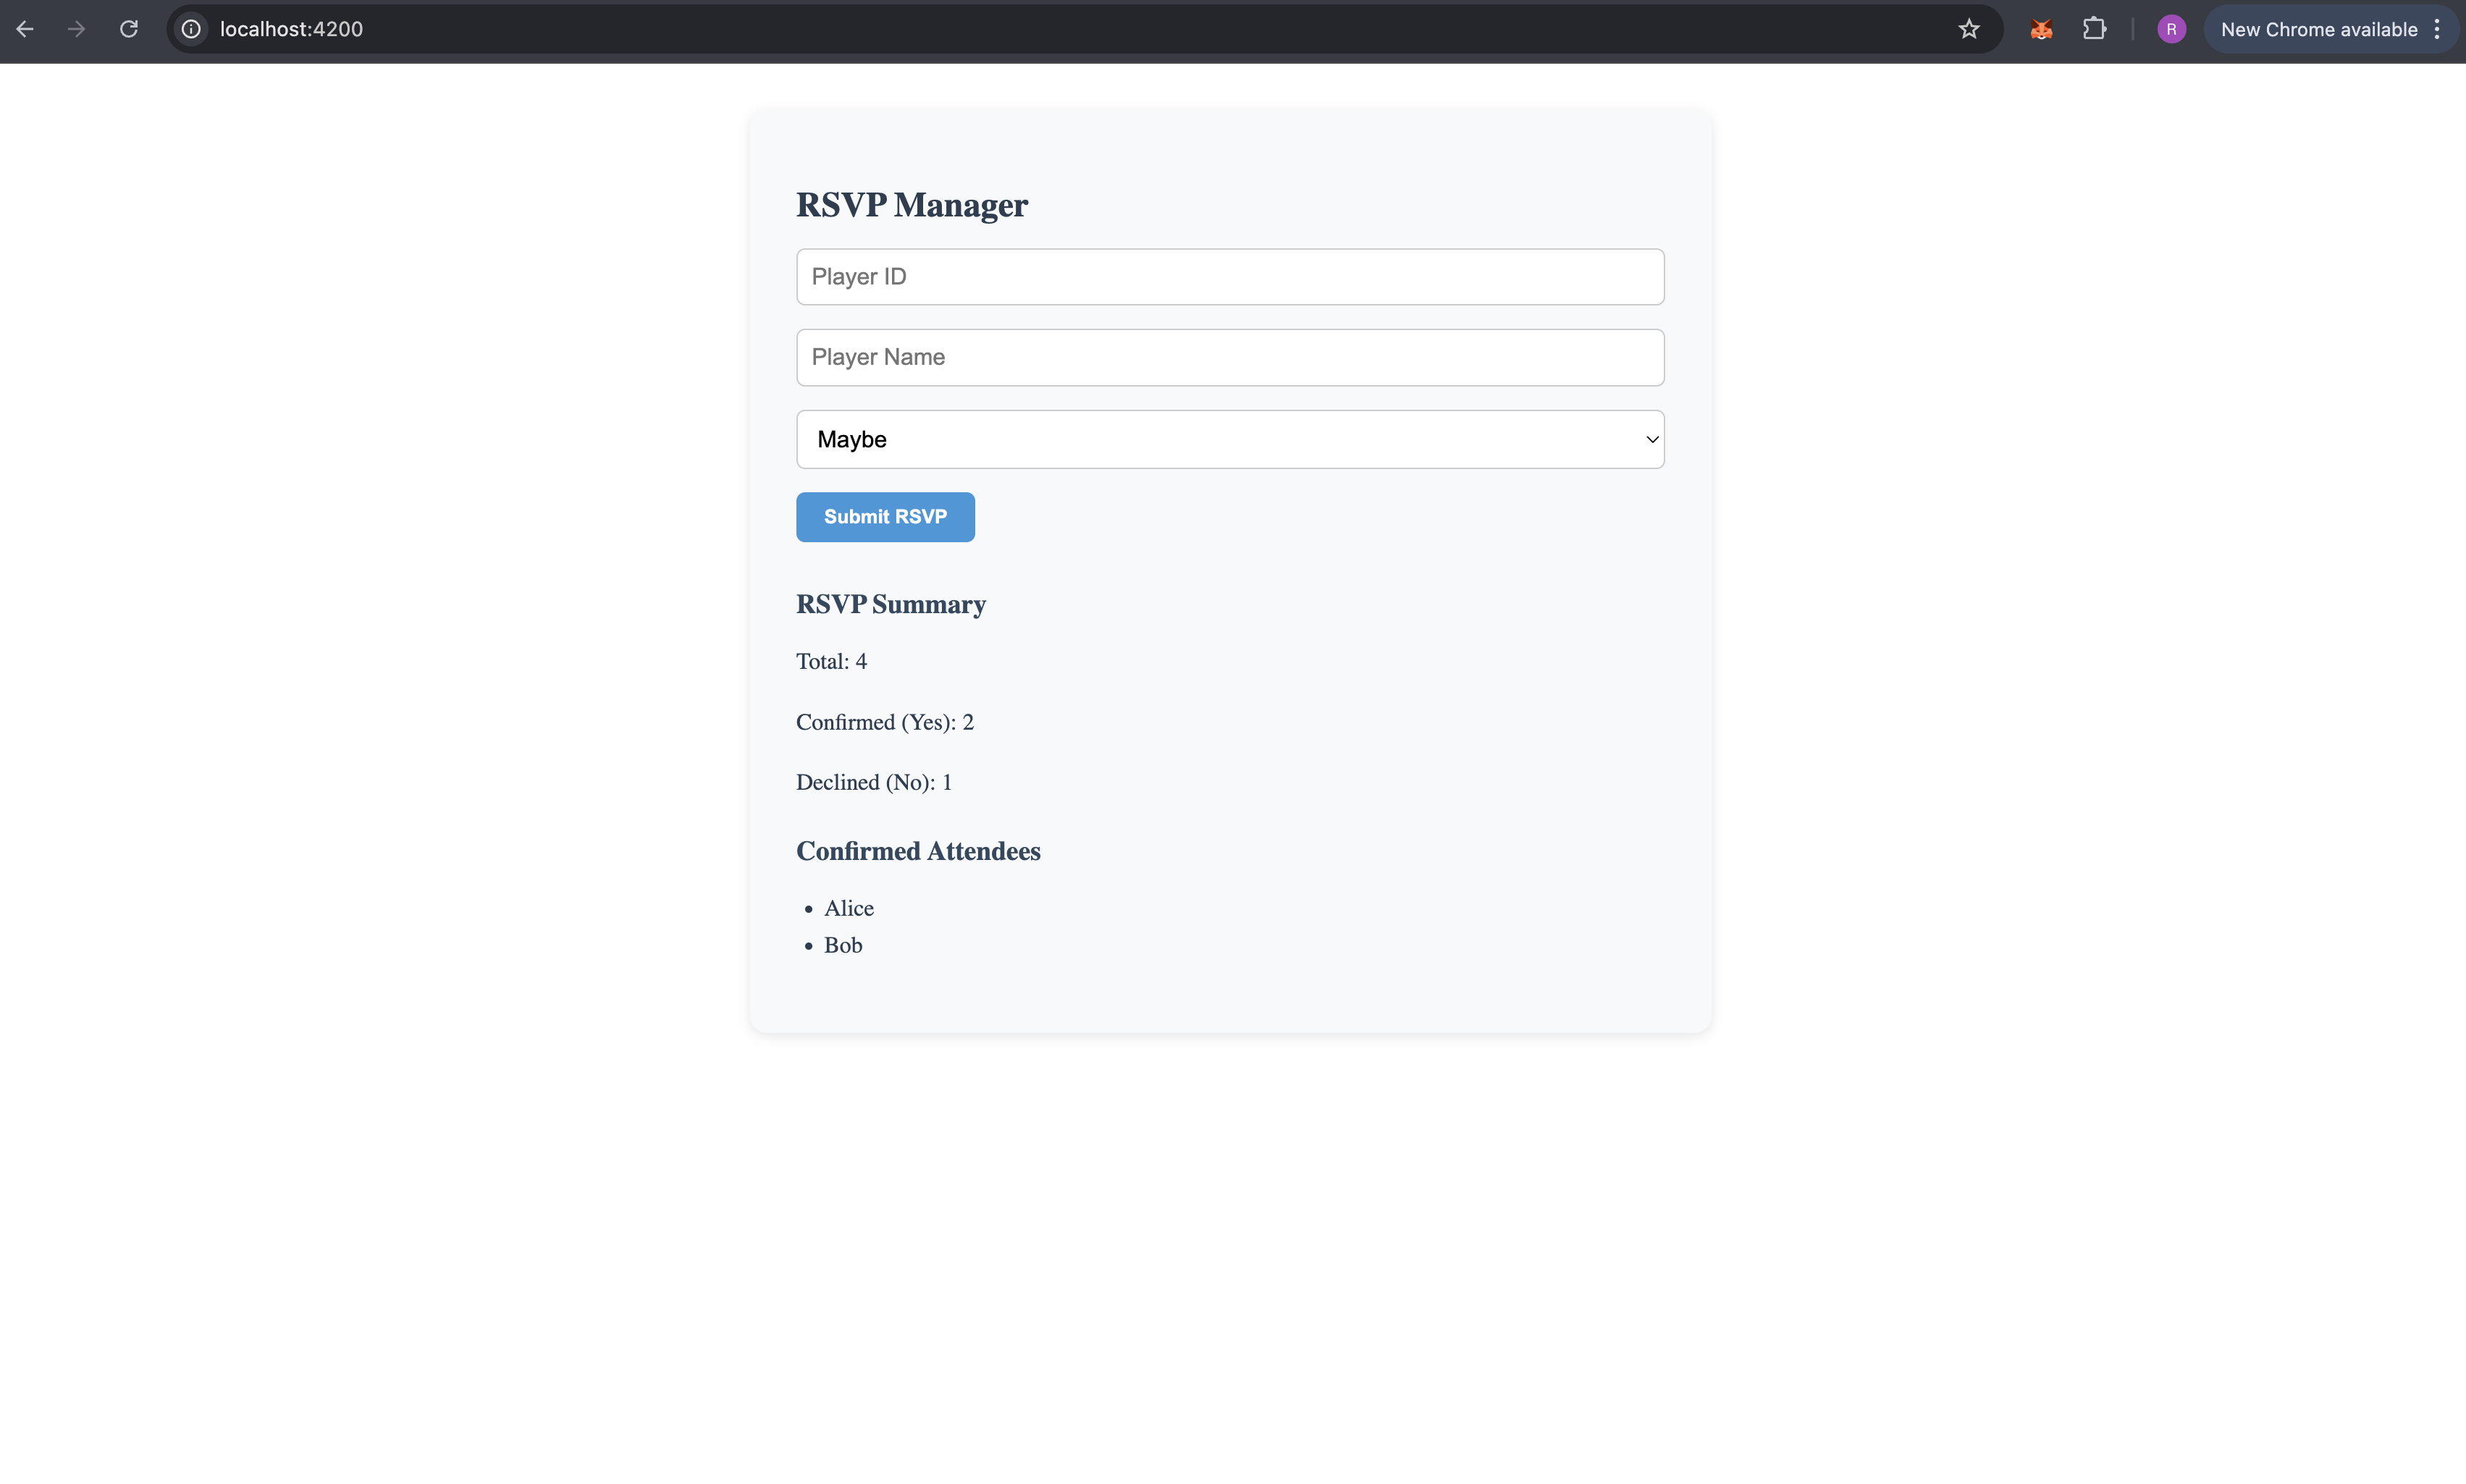 localhost:4200
R
New Chrome available
RSVP Manager
Player ID
Player Name
Maybe
Submit RSVP
RSVP Summary
Total: 4
Confirmed (Yes): 2
Declined (No): 1
Confirmed Attendees
Alice
Bob